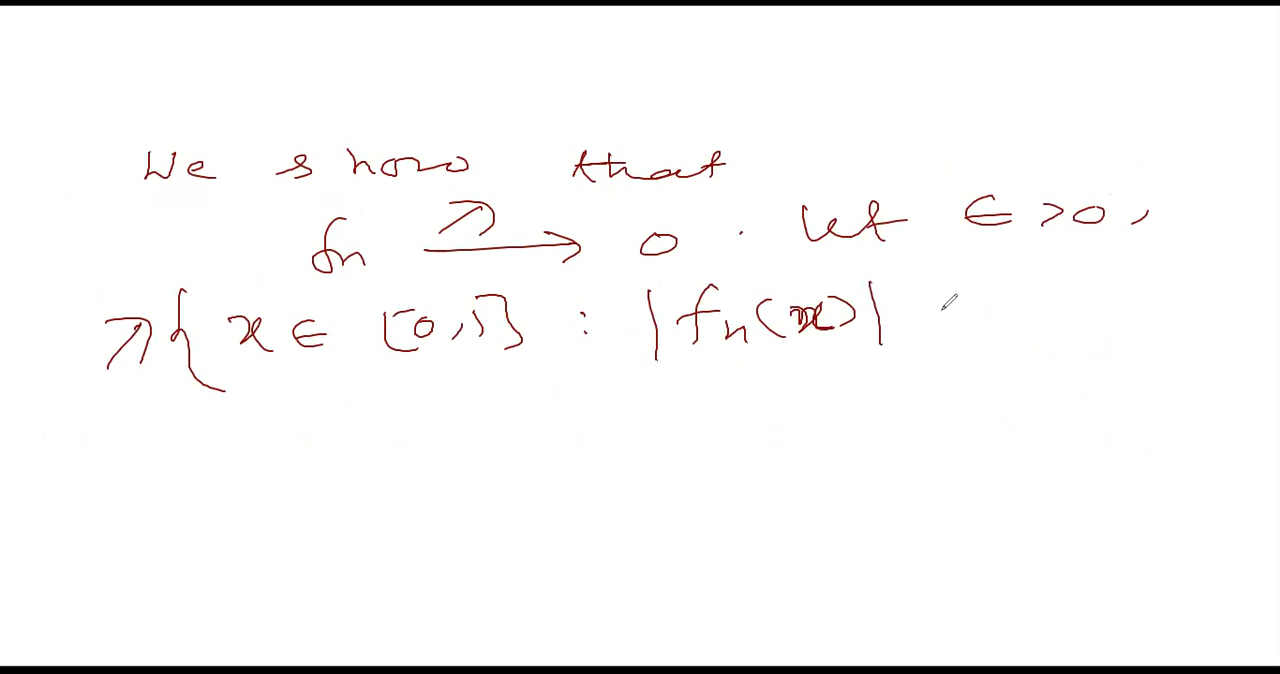 We show that
fn λ→ 0 . let ∈ > 0 ,
λ{ x ∈ [0,1] : |fn(x)|